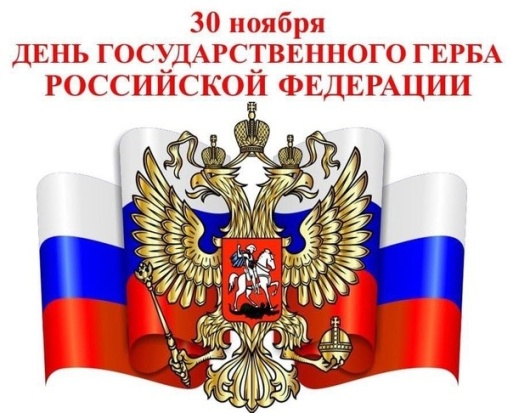 30 ноября
ДЕНЬ ГОСУДАРСТВЕННОГО ГЕРБА
РОССИЙСКОЙ ФЕДЕРАЦИИ